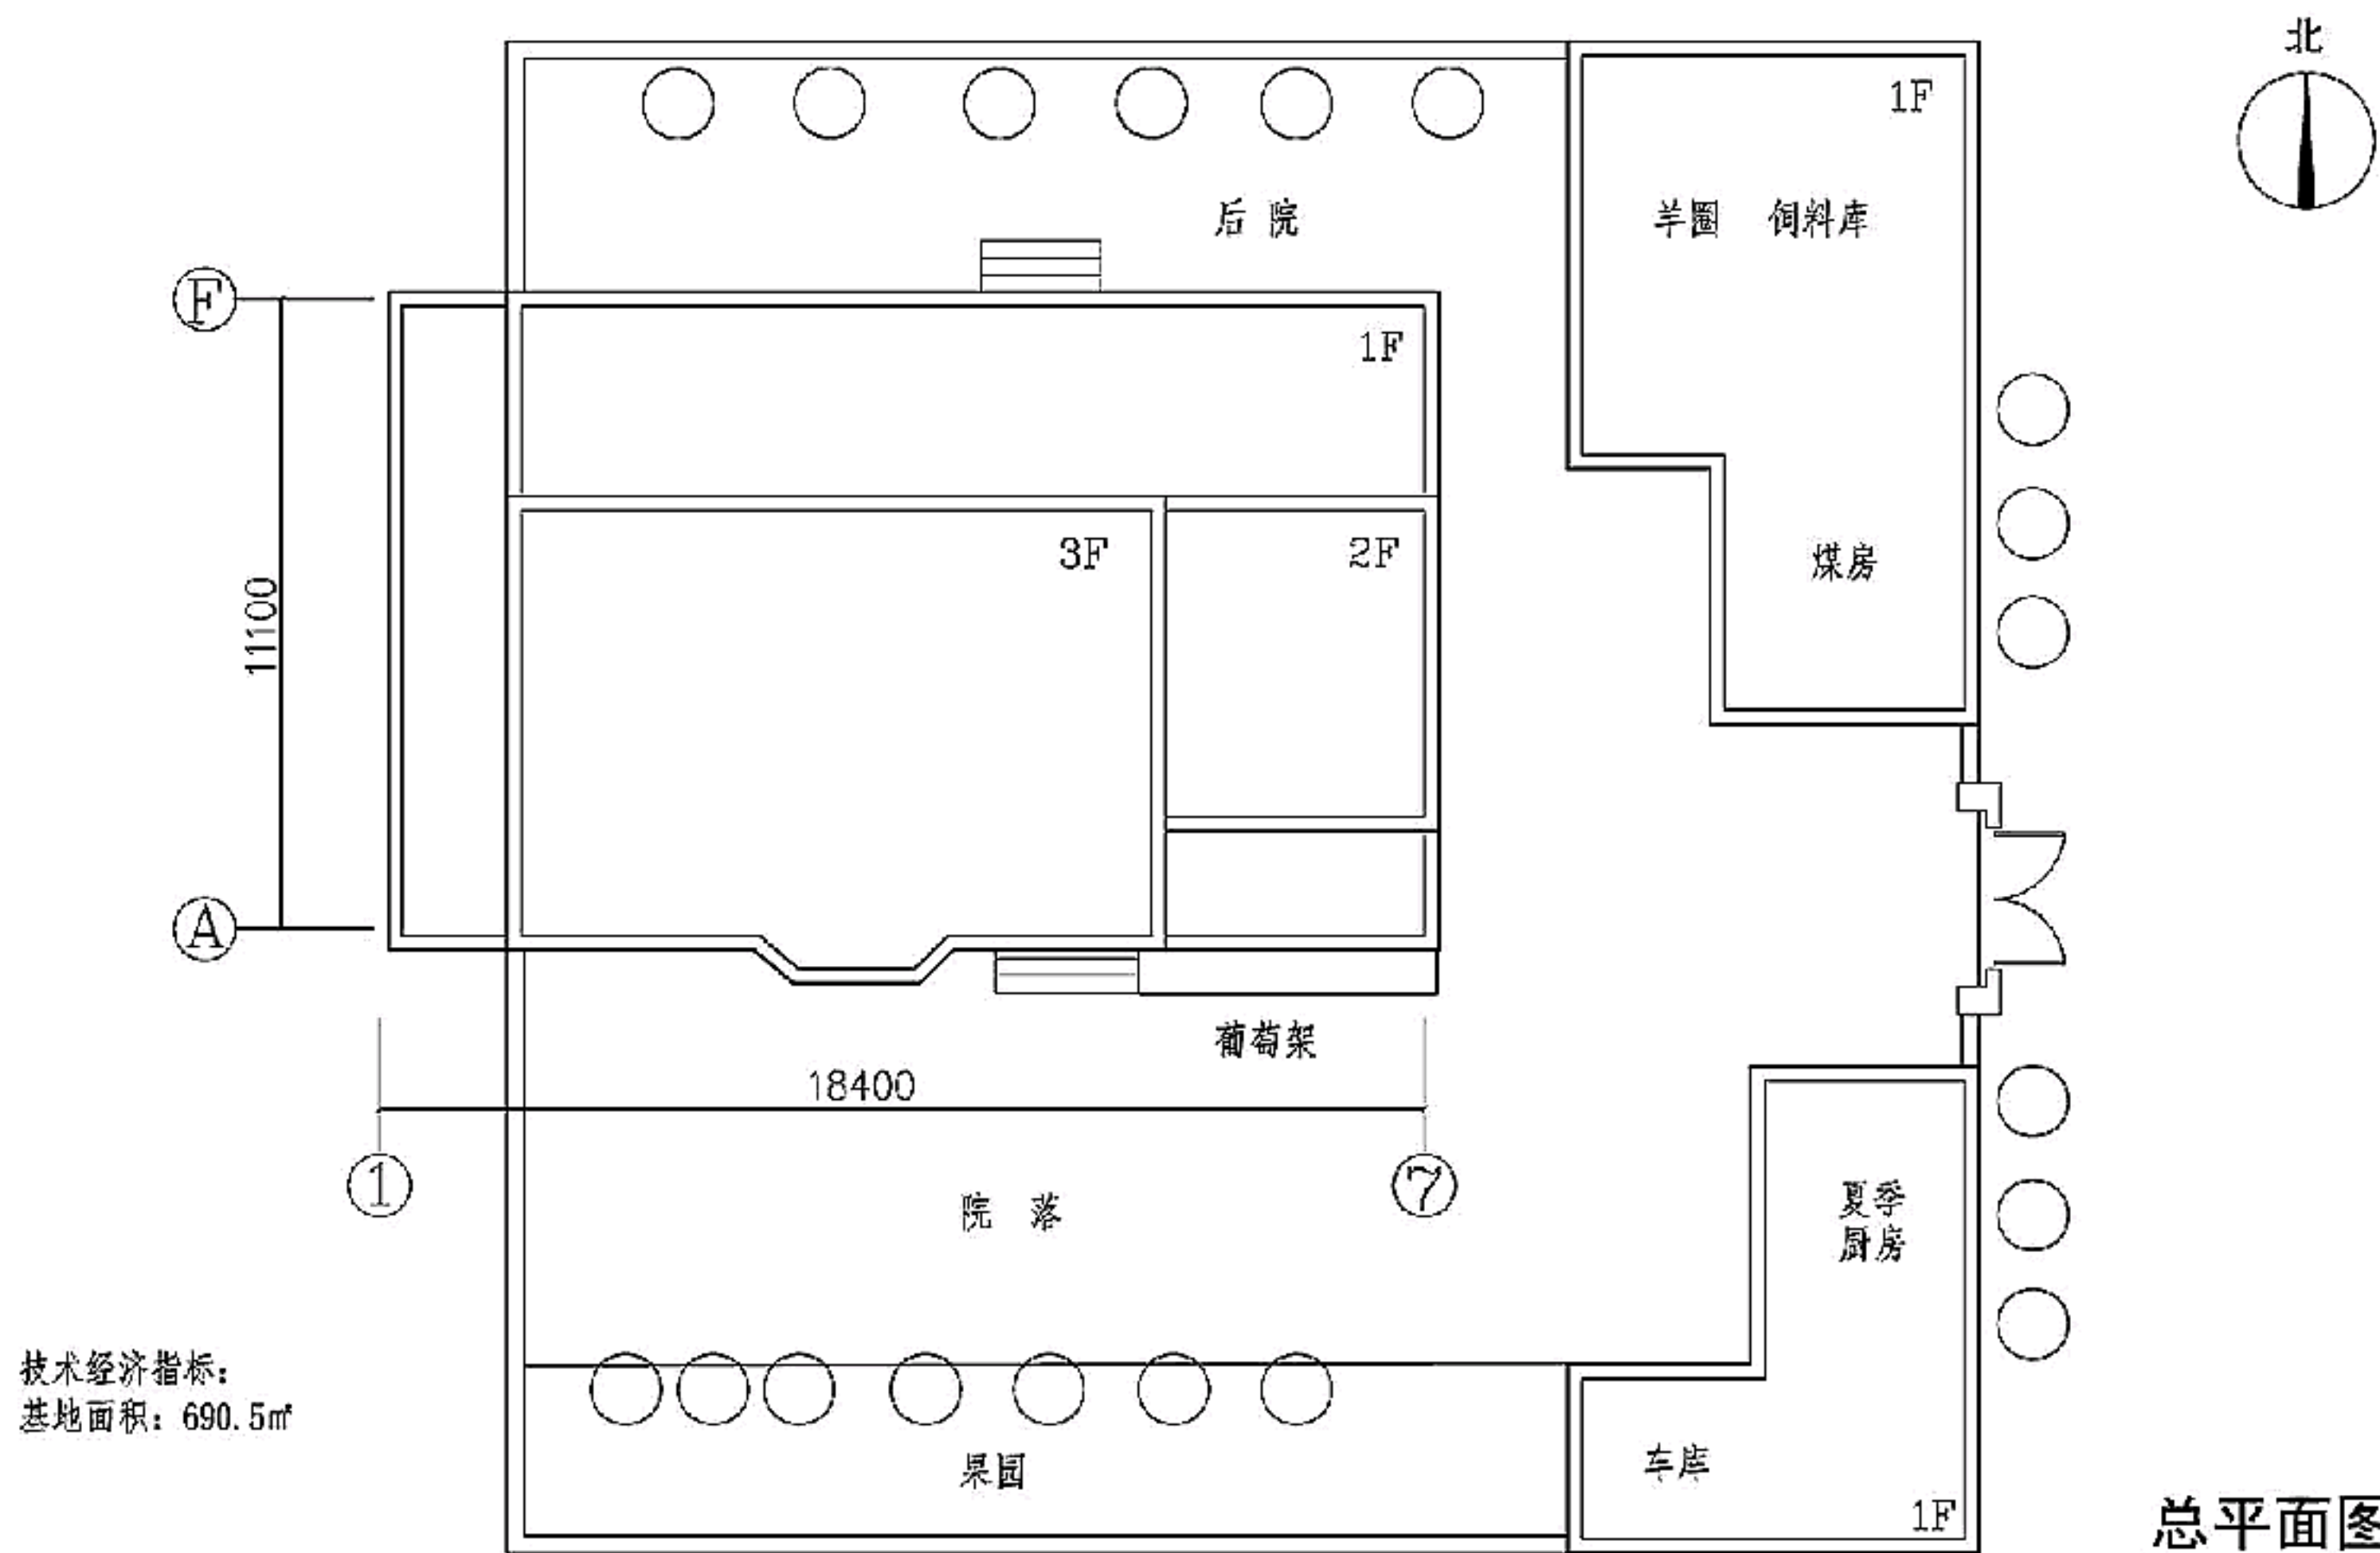 北
1F
后 院
羊圈 饲料库
F
1F
3F
2F
煤房
11100
A
葡萄架
18400
1
7
院 落
夏季
厨房
技术经济指标:
基地面积: 690.5㎡
果园
车库
1F
总平面图